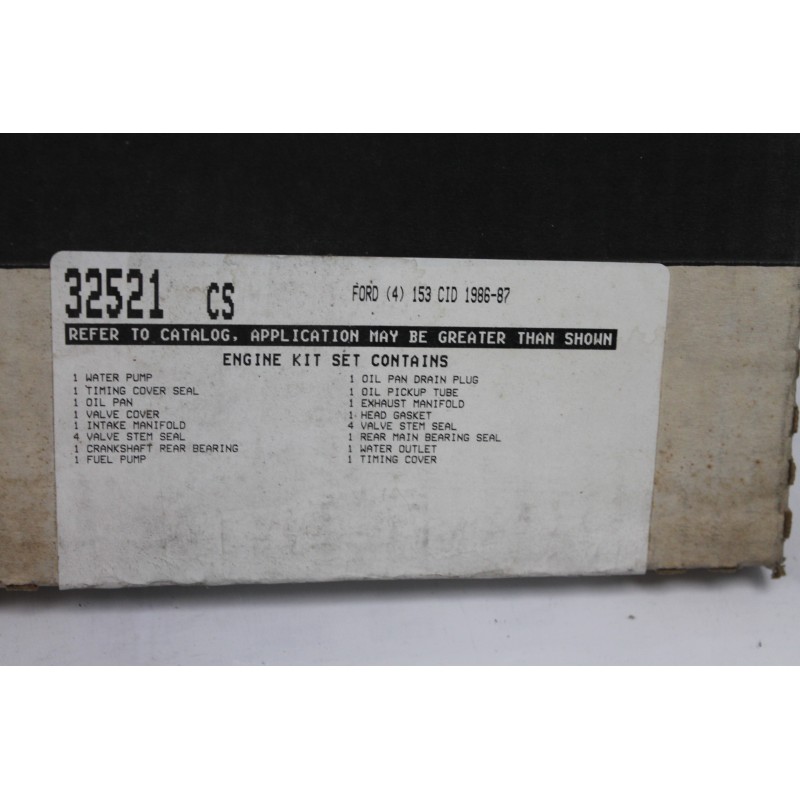 32521 CS FORD (4) 153 CID 1986-87
REFER TO CATALOG, APPLICATION MAY BE GREATER THAN SHOWN
ENGINE KIT SET CONTAINS
1 WATER PUMP
1 TIMING COVER SEAL
1 OIL PAN
1 VALVE COVER
1 INTAKE MANIFOLD
4 VALVE STEM SEAL
1 CRANKSHAFT REAR BEARING
1 FUEL PUMP
1 OIL PAN DRAIN PLUG
1 OIL PICKUP TUBE
1 EXHAUST MANIFOLD
1 HEAD GASKET
4 VALVE STEM SEAL
1 REAR MAIN BEARING SEAL
1 WATER OUTLET
1 TIMING COVER